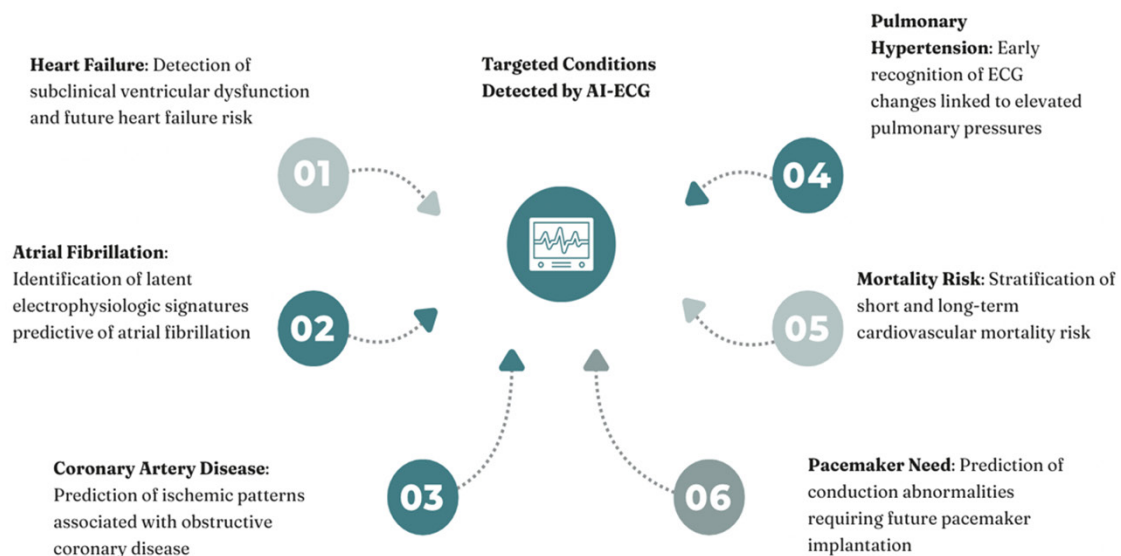 Targeted Conditions
Detected by AI-ECG
Heart Failure: Detection of
subclinical ventricular dysfunction
and future heart failure risk
01
Atrial Fibrillation:
Identification of latent
electrophysiologic signatures
predictive of atrial fibrillation
02
Coronary Artery Disease:
Prediction of ischemic patterns
associated with obstructive
coronary disease
03
Pulmonary
Hypertension: Early
recognition of ECG
changes linked to elevated
pulmonary pressures
04
Mortality Risk: Stratification of
short and long-term
cardiovascular mortality risk
05
Pacemaker Need: Prediction of
conduction abnormalities
requiring future pacemaker
implantation
06